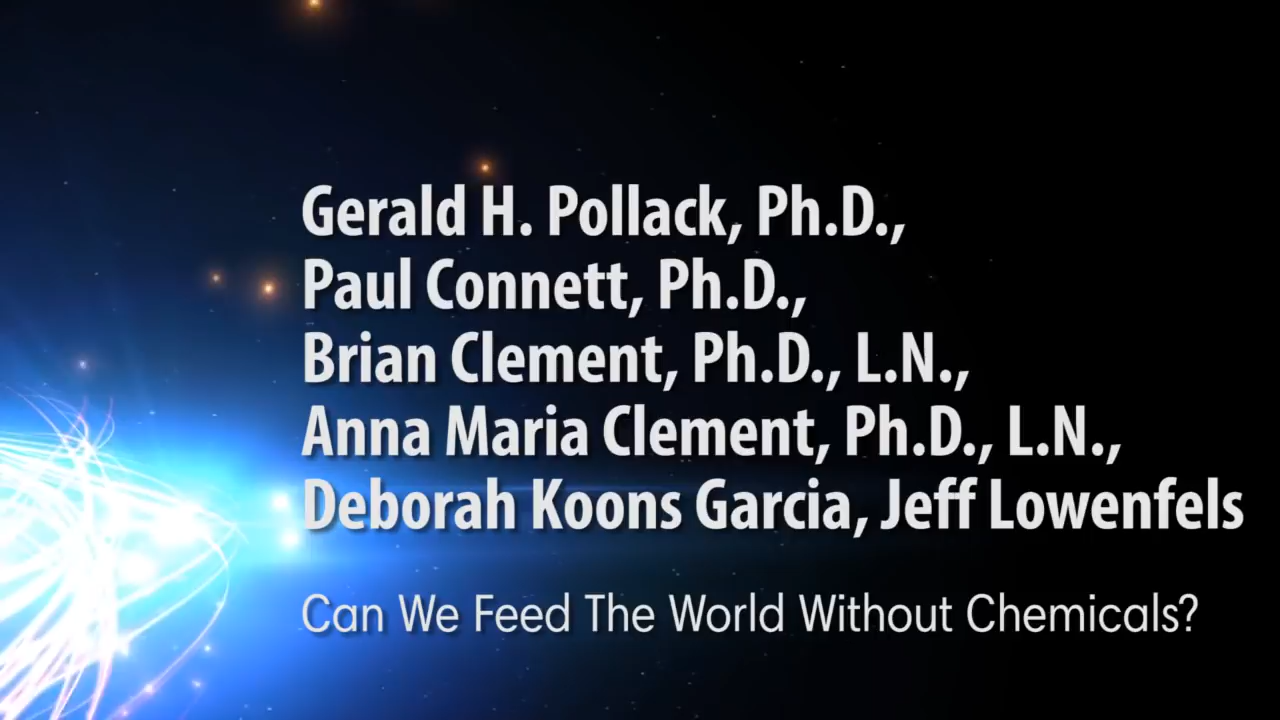 Gerald H. Pollack, Ph.D.,
Paul Connett, Ph.D.,
Brian Clement, Ph.D., L.N.,
Anna Maria Clement, Ph.D., L.N.,
Deborah Koons Garcia, Jeff Lowenfels
Can We Feed The World Without Chemicals?